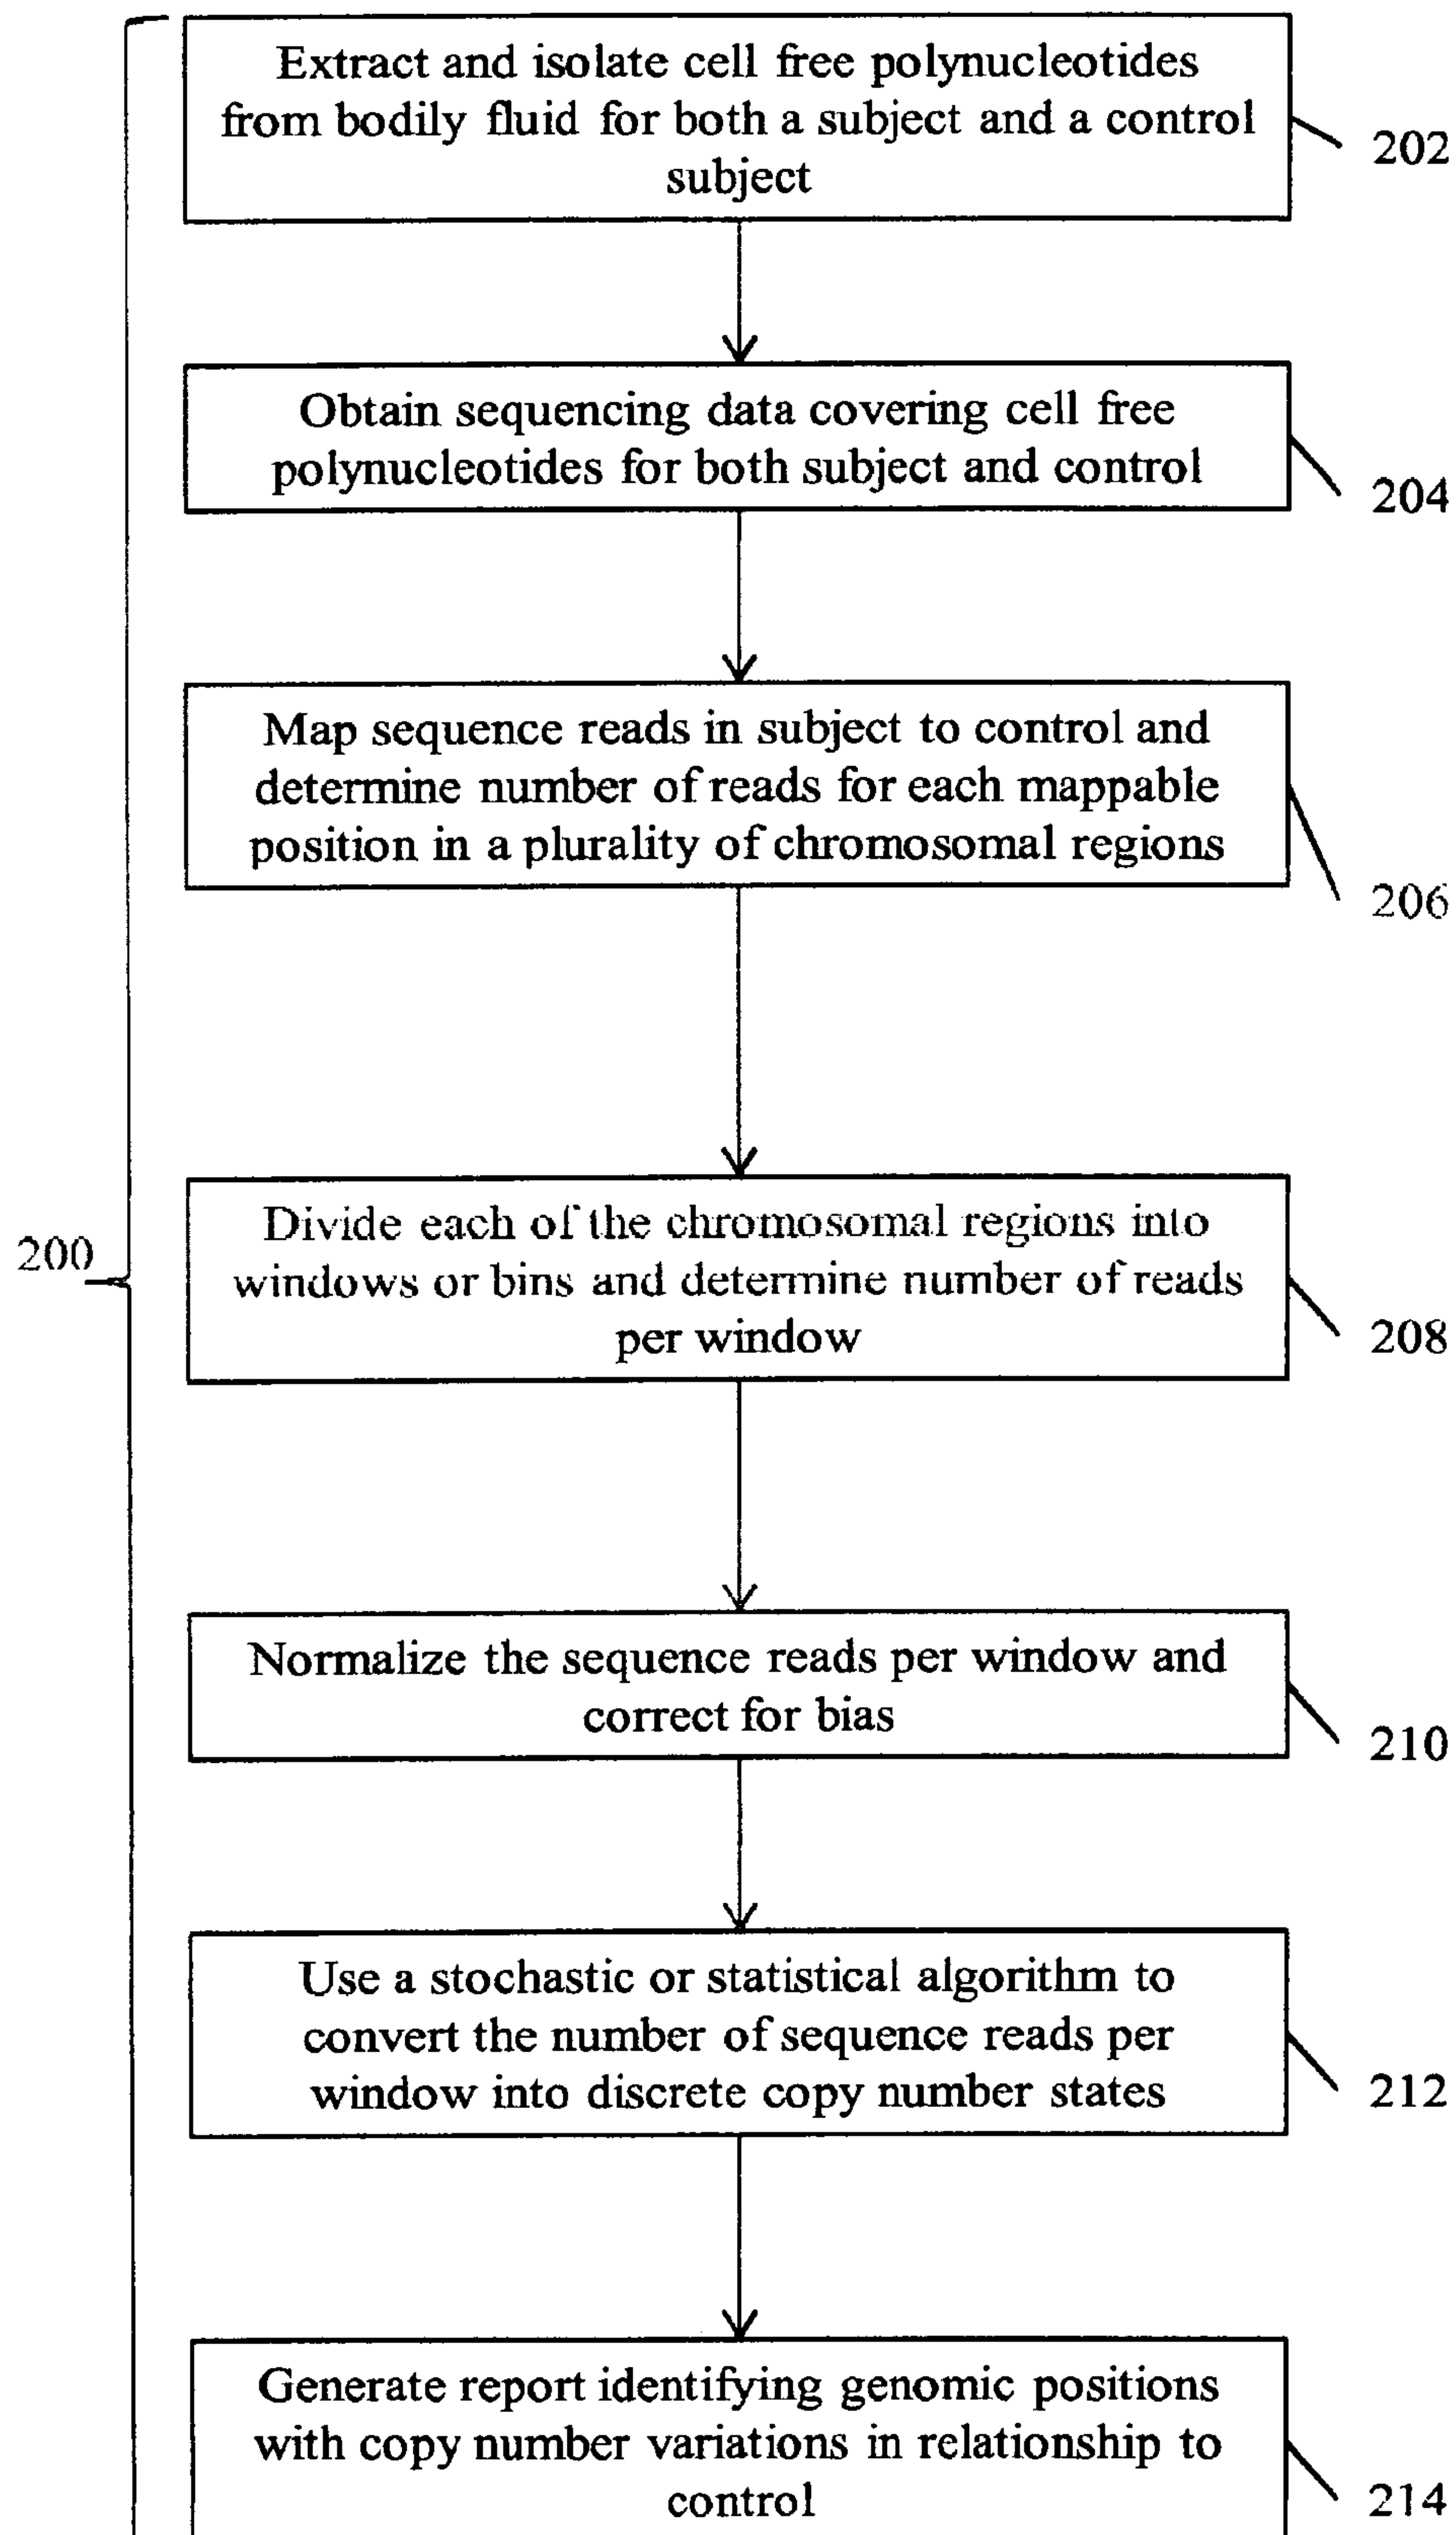 Extract and isolate cell free polynucleotides
from bodily fluid for both a subject and a control
subject
202
Obtain sequencing data covering cell free
polynucleotides for both subject and control
204
Map sequence reads in subject to control and
determine number of reads for each mappable
position in a plurality of chromosomal regions
206
200
Divide each of the chromosomal regions into
windows or bins and determine number of reads
per window
208
Normalize the sequence reads per window and
correct for bias
210
Use a stochastic or statistical algorithm to
convert the number of sequence reads per
window into discrete copy number states
212
Generate report identifying genomic positions
with copy number variations in relationship to
control
214